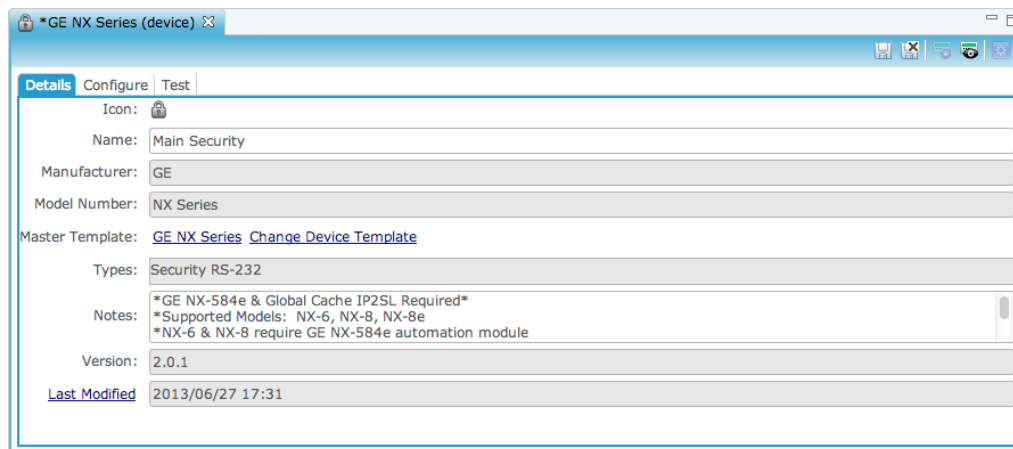 *GE NX Series (device)
Details Configure Test
Icon:
Name: Main Security
Manufacturer: GE
Model Number: NX Series
Master Template: GE NX Series Change Device Template
Types: Security RS-232
Notes: *GE NX-584e & Global Cache IP2SL Required*
*Supported Models: NX-6, NX-8, NX-8e
*NX-6 & NX-8 require GE NX-584e automation module
Version: 2.0.1
Last Modified 2013/06/27 17:31